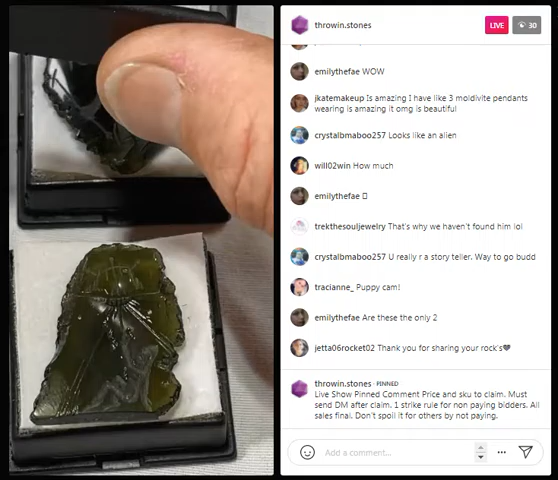 throwin.stones
LIVE
30
emilythefae WOW
jkatemakeup Is amazing I have like 3 moldivite pendants
wearing is amazing it omg is beautiful
crystalbmaboo257 Looks like an alien
will02win How much
emilythefae
trekthesouljewelry That's why we haven't found him lol
crystalbmaboo257 U really r a story teller. Way to go budd
tracianne_ Puppy cam!
emilythefae Are these the only 2
jetta06rocket02 Thank you for sharing your rock's🖤
throwin.stones · PINNED
Live Show Pinned Comment Price and sku to claim. Must
send DM after claim. 1 strike rule for non paying bidders. All
sales final. Don't spoil it for others by not paying.
Add a comment...